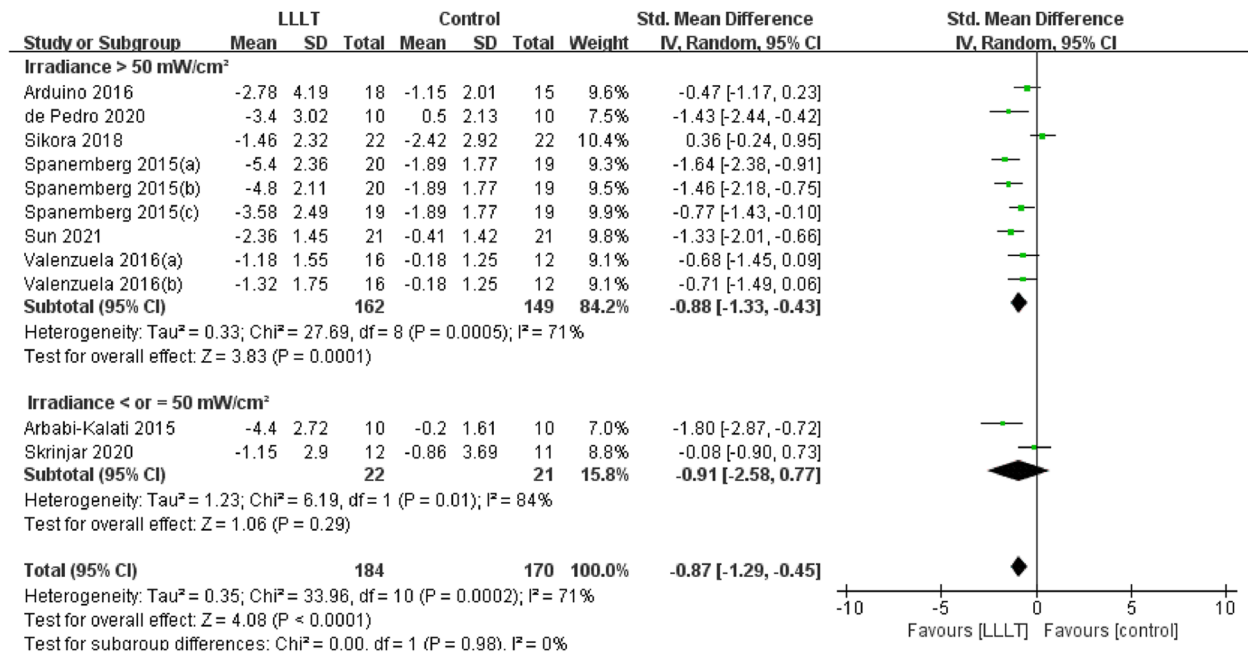 LLLT Control Std. Mean Difference Std. Mean Difference
Study or Subgroup Mean SD Total Mean SD Total Weight IV, Random, 95% CI IV, Random, 95% CI
Irradiance > 50 mW/cm²
Arduino 2016 -2.78 4.19 18 -1.15 2.01 15 9.6% -0.47 [-1.17, 0.23]
de Pedro 2020 -3.4 3.02 10 0.5 2.13 10 7.5% -1.43 [-2.44, -0.42]
Sikora 2018 -1.46 2.32 22 -2.42 2.92 22 10.4% 0.36 [-0.24, 0.95]
Spanemberg 2015(a) -5.4 2.36 20 -1.89 1.77 19 9.3% -1.64 [-2.38, -0.91]
Spanemberg 2015(b) -4.8 2.11 20 -1.89 1.77 19 9.5% -1.46 [-2.18, -0.75]
Spanemberg 2015(c) -3.58 2.49 19 -1.89 1.77 19 9.9% -0.77 [-1.43, -0.10]
Sun 2021 -2.36 1.45 21 -0.41 1.42 21 9.8% -1.33 [-2.01, -0.66]
Valenzuela 2016(a) -1.18 1.55 16 -0.18 1.25 12 9.1% -0.68 [-1.45, 0.09]
Valenzuela 2016(b) -1.32 1.75 16 -0.18 1.25 12 9.1% -0.71 [-1.49, 0.06]
Subtotal (95% CI) 162 149 84.2% -0.88 [-1.33, -0.43]
Heterogeneity: Tau² = 0.33; Chi² = 27.69, df = 8 (P = 0.0005); I² = 71%
Test for overall effect: Z = 3.83 (P = 0.0001)
Irradiance < or = 50 mW/cm²
Arbabi-Kalati 2015 -4.4 2.72 10 -0.2 1.61 10 7.0% -1.80 [-2.87, -0.72]
Skrinjar 2020 -1.15 2.9 12 -0.86 3.69 11 8.8% -0.08 [-0.90, 0.73]
Subtotal (95% CI) 22 21 15.8% -0.91 [-2.58, 0.77]
Heterogeneity: Tau² = 1.23; Chi² = 6.19, df = 1 (P = 0.01); I² = 84%
Test for overall effect: Z = 1.06 (P = 0.29)
Total (95% CI) 184 170 100.0% -0.87 [-1.29, -0.45]
Heterogeneity: Tau² = 0.35; Chi² = 33.96, df = 10 (P = 0.0002); I² = 71%
Test for overall effect: Z = 4.08 (P < 0.0001)
Test for subgroup differences: Chi² = 0.00, df = 1 (P = 0.98), I² = 0%
-10 -5 0 5 10
Favours [LLLT] Favours [control]